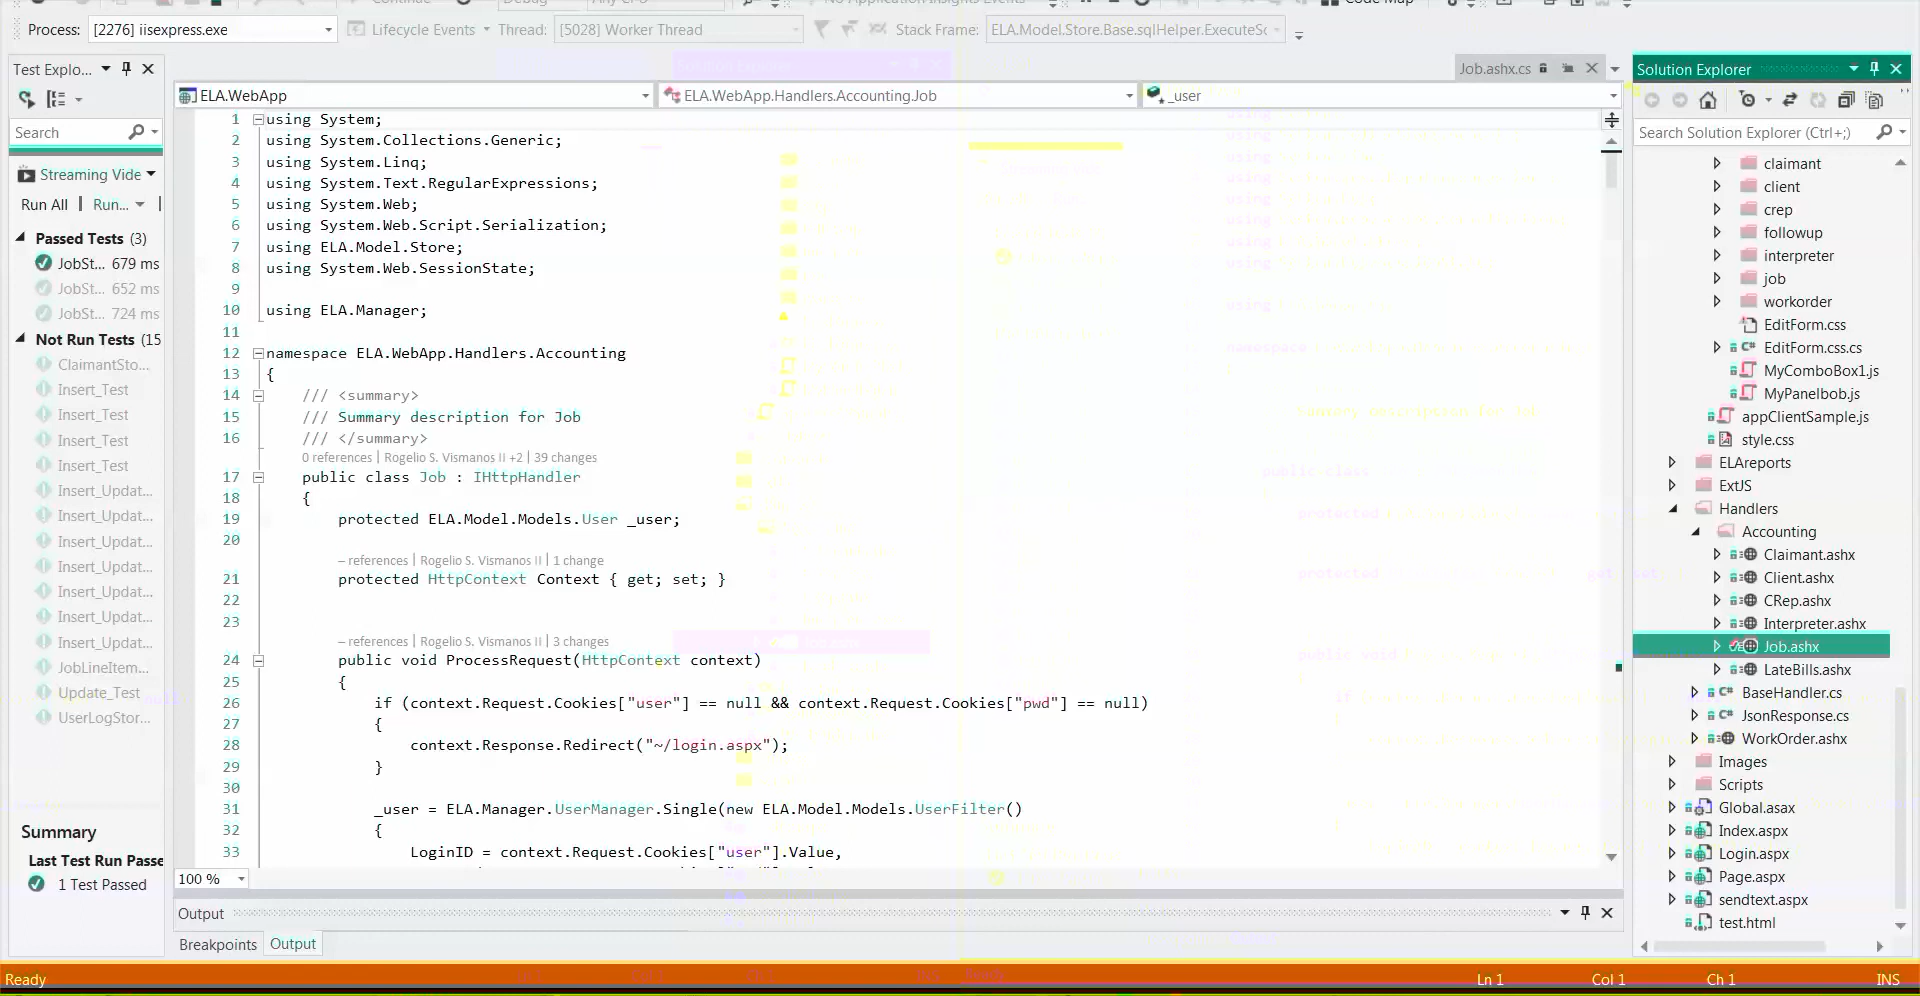 Process: [2276] iisexpress.exe Lifecycle Events Thread: [5028] Worker Thread Stack Frame: ELA.Model.Store.Base.sqlHelper.ExecuteSc
Test Explo...
Search
Streaming Vide
Run All | Run... |
Passed Tests (3)
JobSt... 679 ms
JobSt... 652 ms
JobSt... 724 ms
Not Run Tests (15
ClaimantSto...
Insert_Test
Insert_Test
Insert_Test
Insert_Test
Insert_Updat...
Insert_Updat...
Insert_Updat...
Insert_Updat...
Insert_Updat...
Insert_Updat...
Insert_Updat...
JobLineItem...
Update_Test
UserLogStor...
Summary
Last Test Run Passe
1 Test Passed
Job.ashx.cs
ELA.WebApp ELA.WebApp.Handlers.Accounting.Job _user
1 using System;
2 using System.Collections.Generic;
3 using System.Linq;
4 using System.Text.RegularExpressions;
5 using System.Web;
6 using System.Web.Script.Serialization;
7 using ELA.Model.Store;
8 using System.Web.SessionState;
9
10 using ELA.Manager;
11
12 namespace ELA.WebApp.Handlers.Accounting
13 {
14 /// <summary>
15 /// Summary description for Job
16 /// </summary>
0 references | Rogelio S. Vismanos II +2 | 39 changes
17 public class Job : IHttpHandler
18 {
19 protected ELA.Model.Models.User _user;
20
– references | Rogelio S. Vismanos II | 1 change
21 protected HttpContext Context { get; set; }
22
23
– references | Rogelio S. Vismanos II | 3 changes
24 public void ProcessRequest(HttpContext context)
25 {
26 if (context.Request.Cookies["user"] == null && context.Request.Cookies["pwd"] == null)
27 {
28 context.Response.Redirect("~/login.aspx");
29 }
30
31 _user = ELA.Manager.UserManager.Single(new ELA.Model.Models.UserFilter()
32 {
33 LoginID = context.Request.Cookies["user"].Value,
100 %
Output
Breakpoints Output
Solution Explorer
Search Solution Explorer (Ctrl+;)
claimant
client
crep
followup
interpreter
job
workorder
EditForm.css
EditForm.css.cs
MyComboBox1.js
MyPanelbob.js
appClientSample.js
style.css
ELAreports
ExtJS
Handlers
Accounting
Claimant.ashx
Client.ashx
CRep.ashx
Interpreter.ashx
Job.ashx
LateBills.ashx
BaseHandler.cs
JsonResponse.cs
WorkOrder.ashx
Images
Scripts
Global.asax
Index.aspx
Login.aspx
Page.aspx
sendtext.aspx
test.html
Ready Ln 1 Col 1 Ch 1 INS